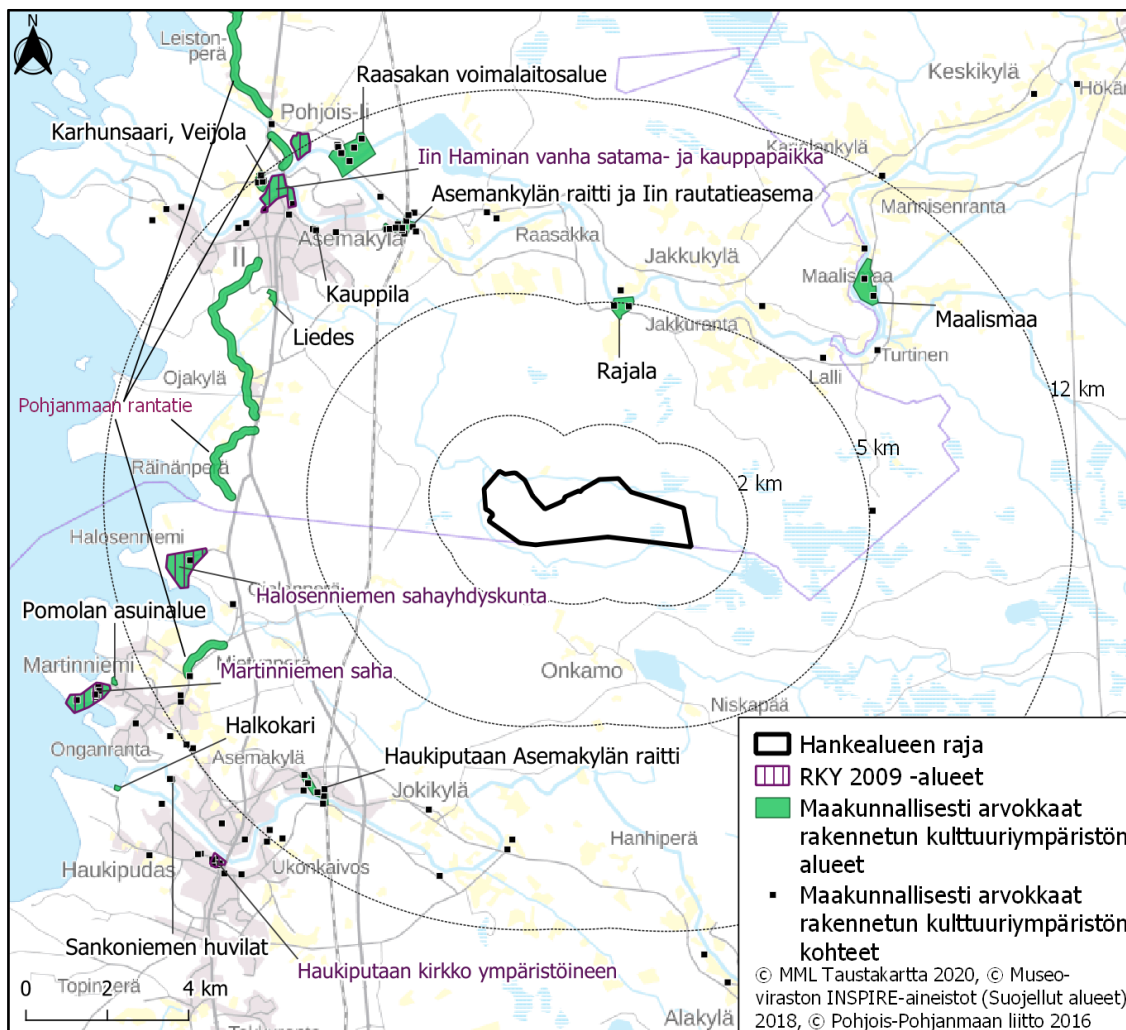 N
Leiston-
perä
Raasakan voimalaitosalue
Keskikylä
Pohjois-Ii
Karhunsaari, Veijola
Iin Haminan vanha satama- ja kauppapaikka
Asemankylän raitti ja Iin rautatieasema
Mannisenranta
Asemakylä
Raasakka
Jakkukylä
II
Maalismaa
Kauppila
Liedes
Jakkuranta
Maalismaa
Turtinen
Ojakylä
Rajala
Lalli
12 km
Pohjanmaan rantatie
5 km
Räinänperä
2 km
Halosenniemi
Halosenniemen sahayhdyskunta
Pomolan asuinalue
Martinniemi
Onkamo
Martinniemen saha
Niskapää
Halkokari
Onganranta
Asemakylä
Haukiputaan Asemakylän raitti
Jokikylä
Hanhiperä
Haukipudas
Ukonkaivos
Sankoniemen huvilat
Haukiputaan kirkko ympäristöineen
Topinperä
Alakylä
0 2 4 km
Hankealueen raja
RKY 2009 -alueet
Maakunnallisesti arvokkaat
rakennetun kulttuuriympäristön
alueet
Maakunnallisesti arvokkaat
rakennetun kulttuuriympäristön
kohteet
© MML Taustakartta 2020, © Museo-
viraston INSPIRE-aineistot (Suojellut alueet)
2018, © Pohjois-Pohjanmaan liitto 2016